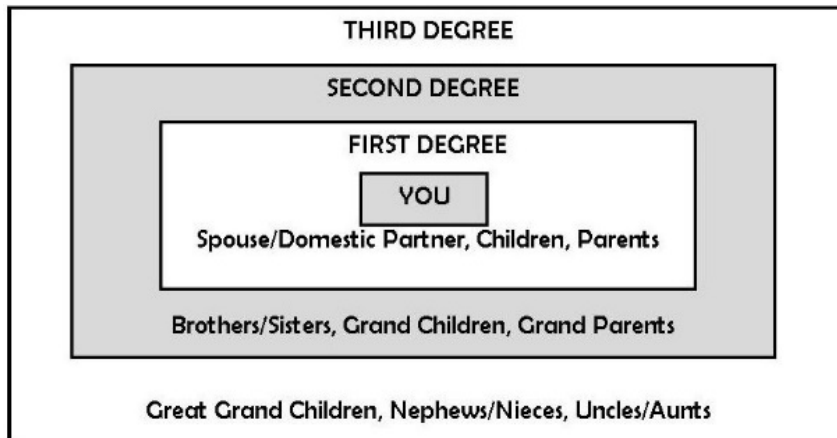 THIRD DEGREE
SECOND DEGREE
FIRST DEGREE
YOU
Spouse/Domestic Partner, Children, Parents
Brothers/Sisters, Grand Children, Grand Parents
Great Grand Children, Nephews/Nieces, Uncles/Aunts